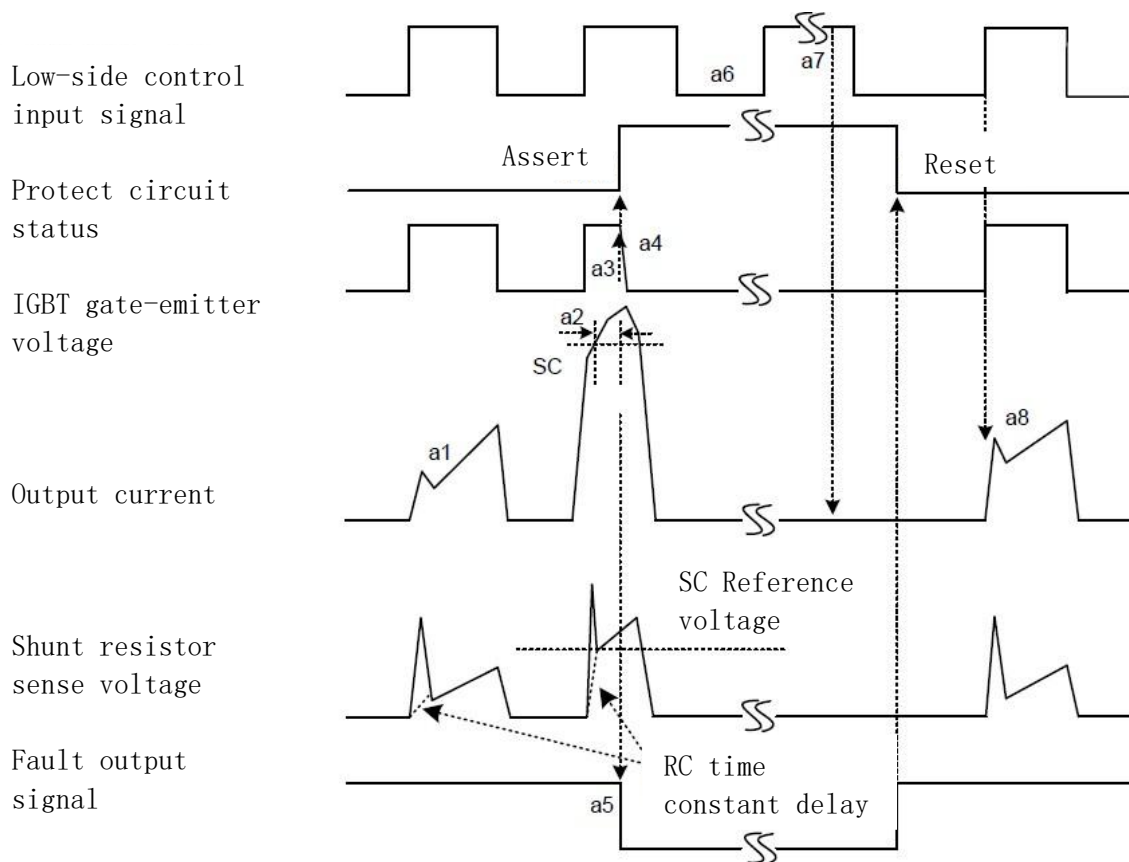 Low-side control
input signal
a6
a7
Assert
Reset
Protect circuit
status
a3
a4
IGBT gate-emitter
voltage
a2
SC
a1
a8
Output current
SC Reference
voltage
Shunt resistor
sense voltage
Fault output
signal
RC time
constant delay
a5